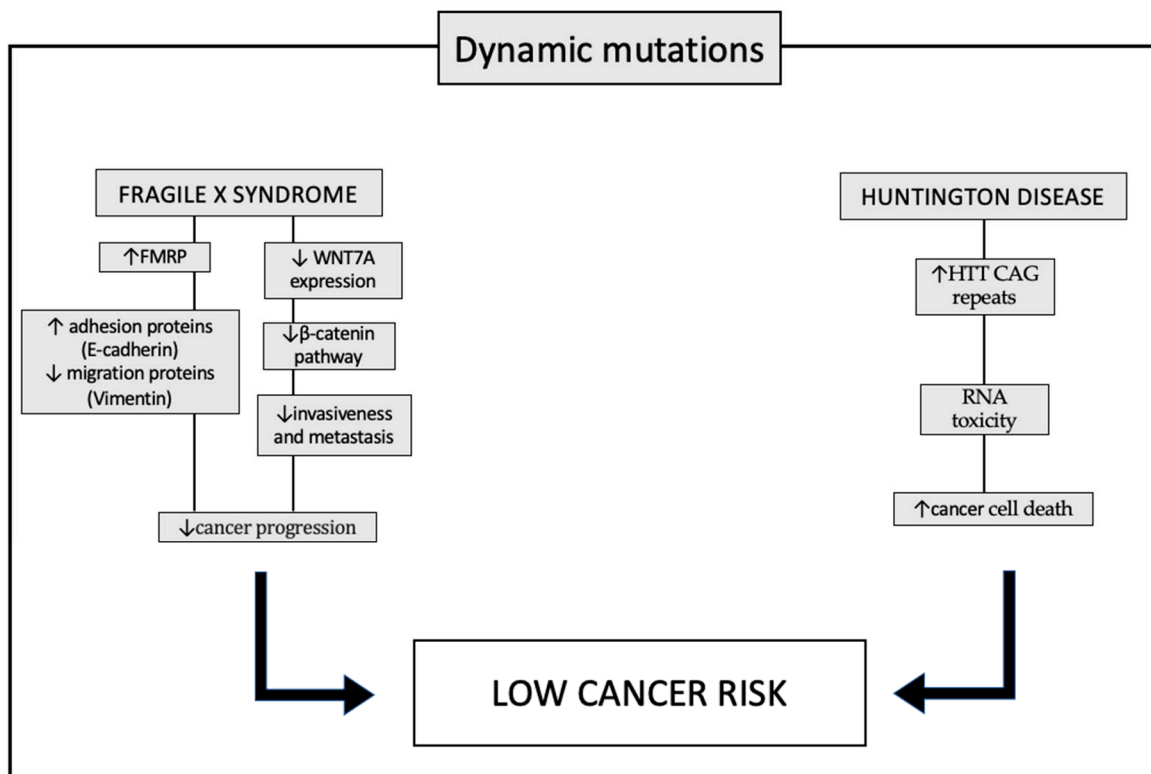 Dynamic mutations
FRAGILE X SYNDROME
↑FMRP
↑ adhesion proteins
(E-cadherin)
↓ migration proteins
(Vimentin)
↓ WNT7A
expression
↓β-catenin
pathway
↓invasiveness
and metastasis
↓cancer progression
HUNTINGTON DISEASE
↑HTT CAG
repeats
RNA
toxicity
↑cancer cell death
LOW CANCER RISK